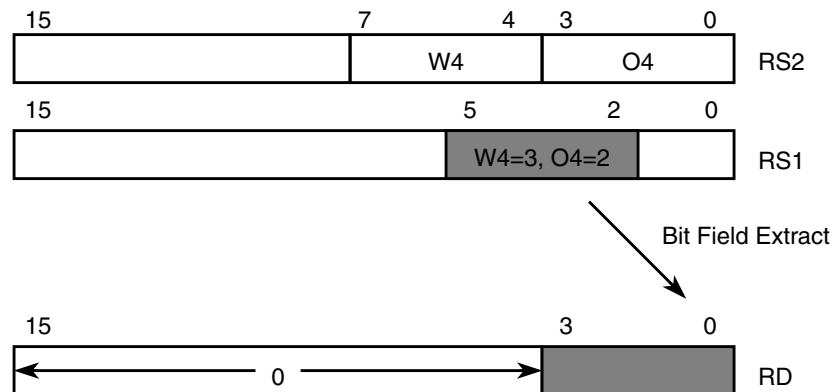 15 7 4 3 0
W4 O4 RS2
15 5 2 0
W4=3, O4=2 RS1
Bit Field Extract
15 3 0
0 RD